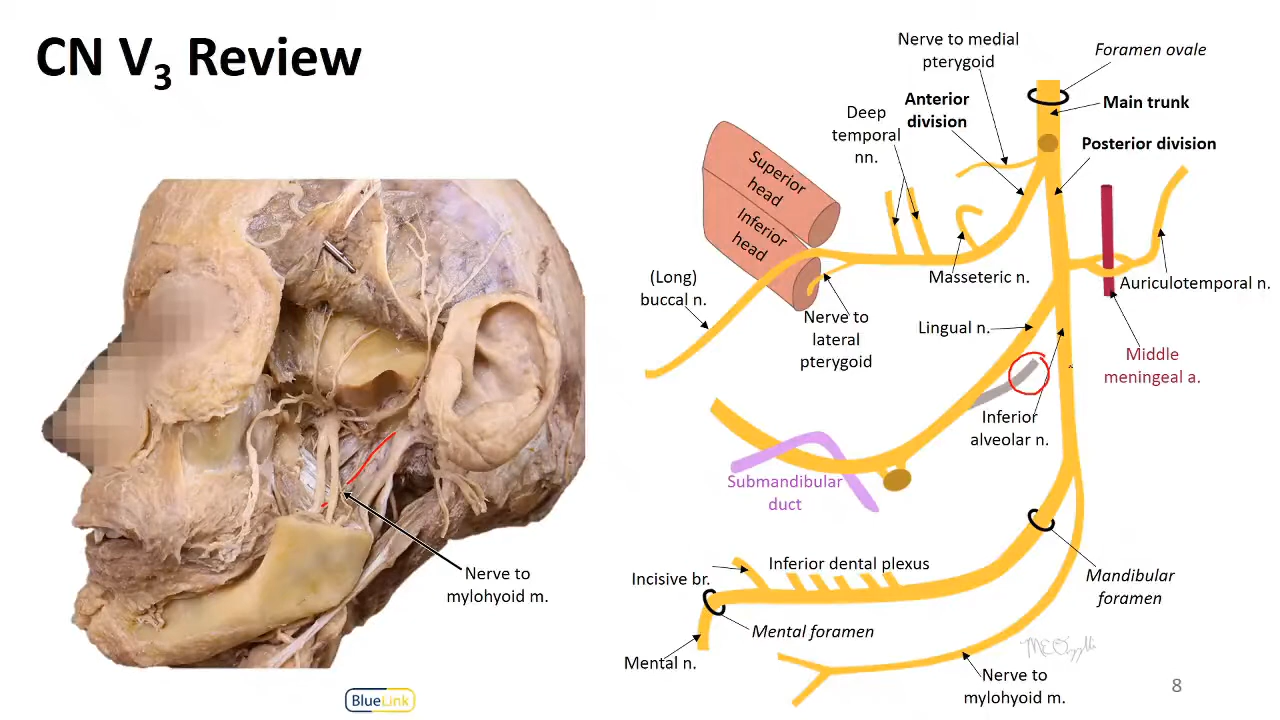 CN V3 Review
Nerve to medial
pterygoid
Foramen ovale
Anterior
division
Main trunk
Deep
temporal
nn.
Posterior division
Superior
head
Inferior
head
(Long)
buccal n.
Masseteric n.
Auriculotemporal n.
Nerve to
lateral
pterygoid
Lingual n.
Middle
meningeal a.
Inferior
alveolar n.
Submandibular
duct
Nerve to
mylohyoid m.
Incisive br.
Inferior dental plexus
Mandibular
foramen
Mental foramen
Mental n.
Nerve to
mylohyoid m.
8
BlueLink